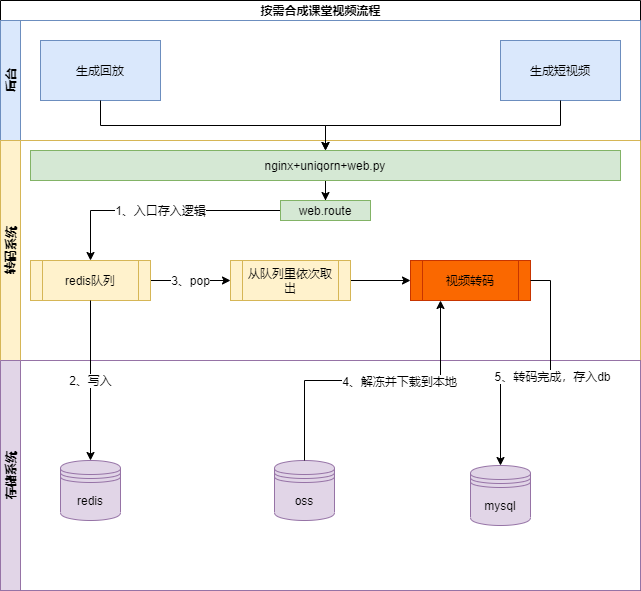 按需合成课堂视频流程
后台
生成回放
生成短视频
转码系统
nginx+uniqorn+web.py
web.route
1、入口存入逻辑
redis队列
3、pop
从队列里依次取
出
视频转码
存储系统
2、写入
4、解冻并下载到本地
5、转码完成，存入db
redis
oss
mysql